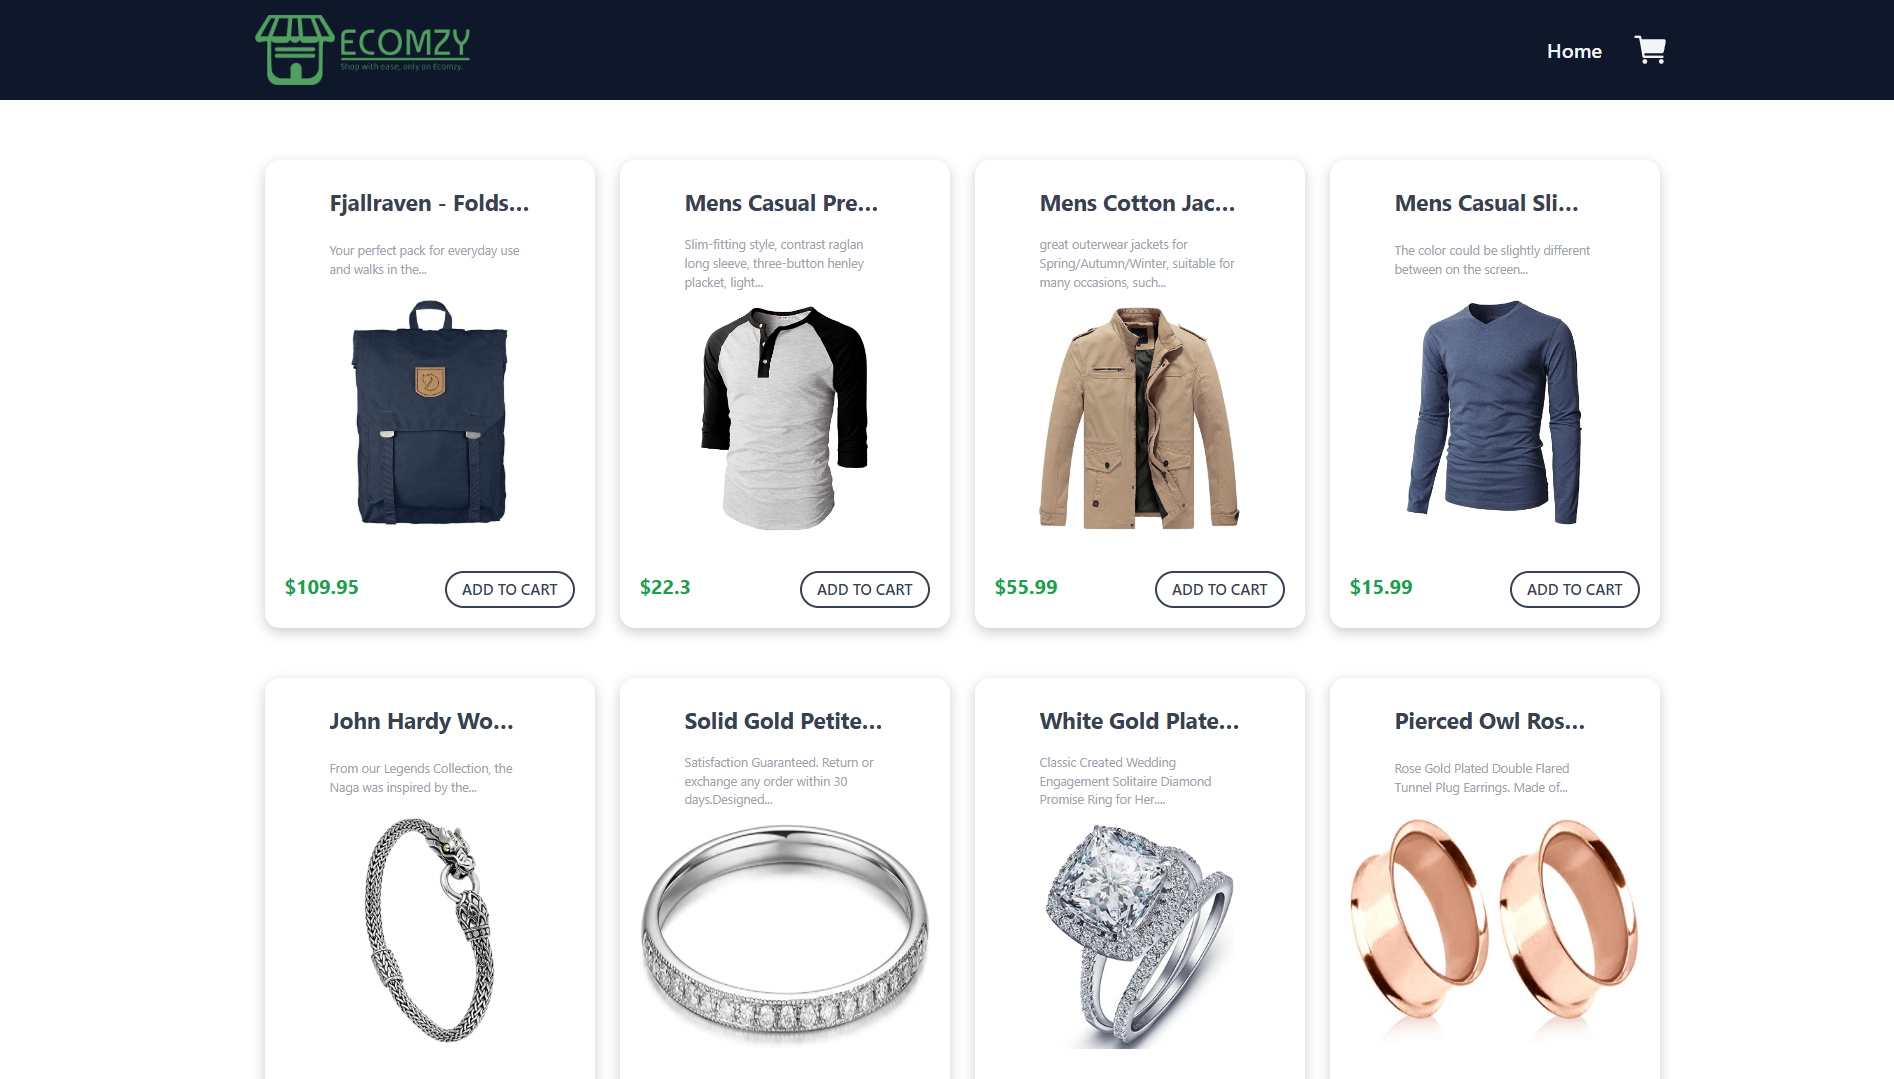 ECOMZY
Shop with ease, only on Ecomzy.
Home
Fjallraven - Folds...
Your perfect pack for everyday use
and walks in the...
$109.95
ADD TO CART
Mens Casual Pre...
Slim-fitting style, contrast raglan
long sleeve, three-button henley
placket, light...
$22.3
ADD TO CART
Mens Cotton Jac...
great outerwear jackets for
Spring/Autumn/Winter, suitable for
many occasions, such...
$55.99
ADD TO CART
Mens Casual Sli...
The color could be slightly different
between on the screen...
$15.99
ADD TO CART
John Hardy Wo...
From our Legends Collection, the
Naga was inspired by the...
Solid Gold Petite...
Satisfaction Guaranteed. Return or
exchange any order within 30
days.Designed...
White Gold Plate...
Classic Created Wedding
Engagement Solitaire Diamond
Promise Ring for Her....
Pierced Owl Ros...
Rose Gold Plated Double Flared
Tunnel Plug Earrings. Made of...